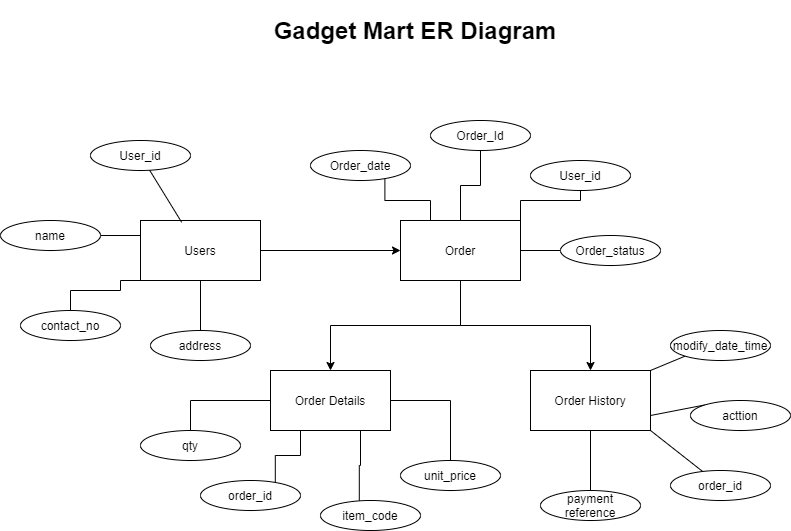 Gadget Mart ER Diagram
Order_Id
User_id
Order_date
User_id
name
Users
Order
Order_status
contact_no
address
modify_date_time
Order Details
Order History
acttion
qty
unit_price
order_id
order_id
item_code
payment
reference